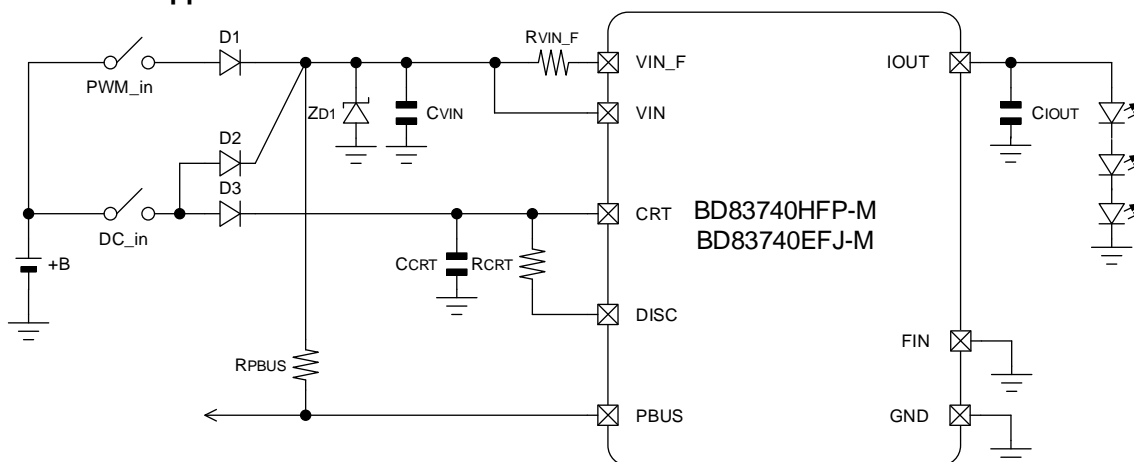 D1
RVIN_F
PWM_in
VIN_F
IOUT
ZD1
CVIN
VIN
CIOUT
D2
D3
DC_in
CRT
BD83740HFP-M
BD83740EFJ-M
+B
CCRT
RCRT
DISC
FIN
RPBUS
PBUS
GND